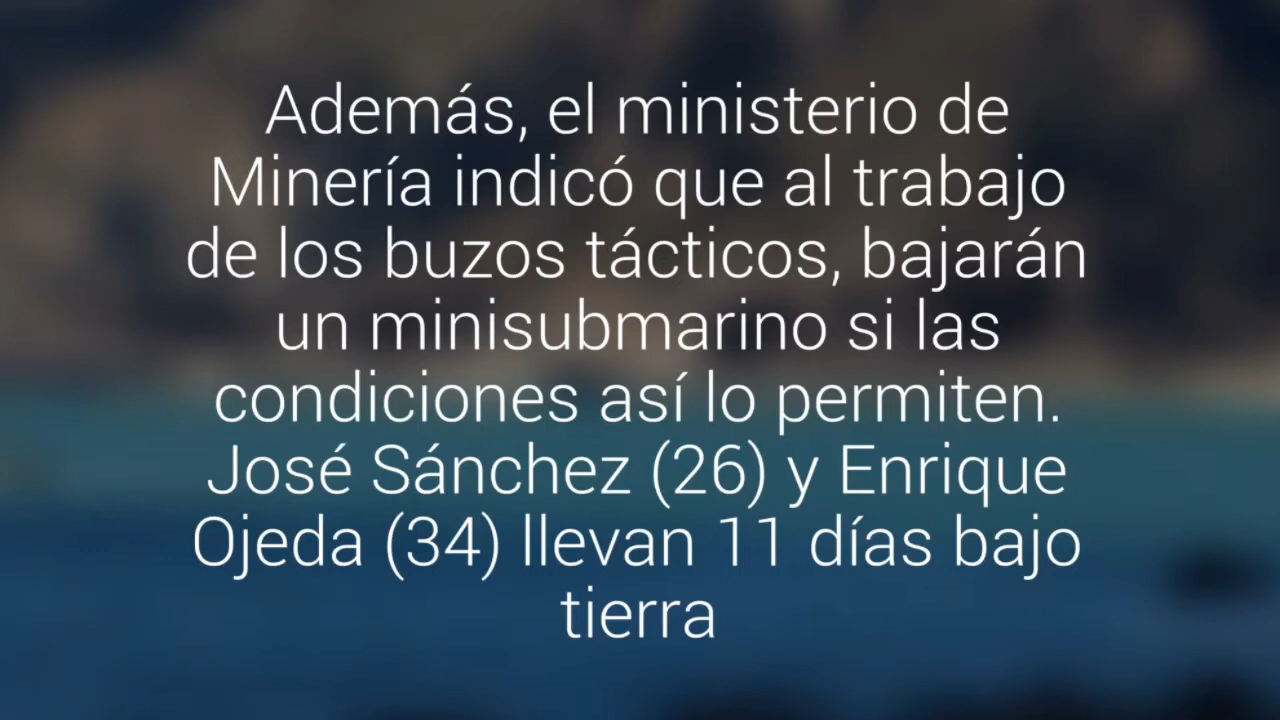 Además, el ministerio de
Minería indicó que al trabajo
de los buzos tácticos, bajarán
un minisubmarino si las
condiciones así lo permiten.
José Sánchez (26) y Enrique
Ojeda (34) llevan 11 días bajo
tierra